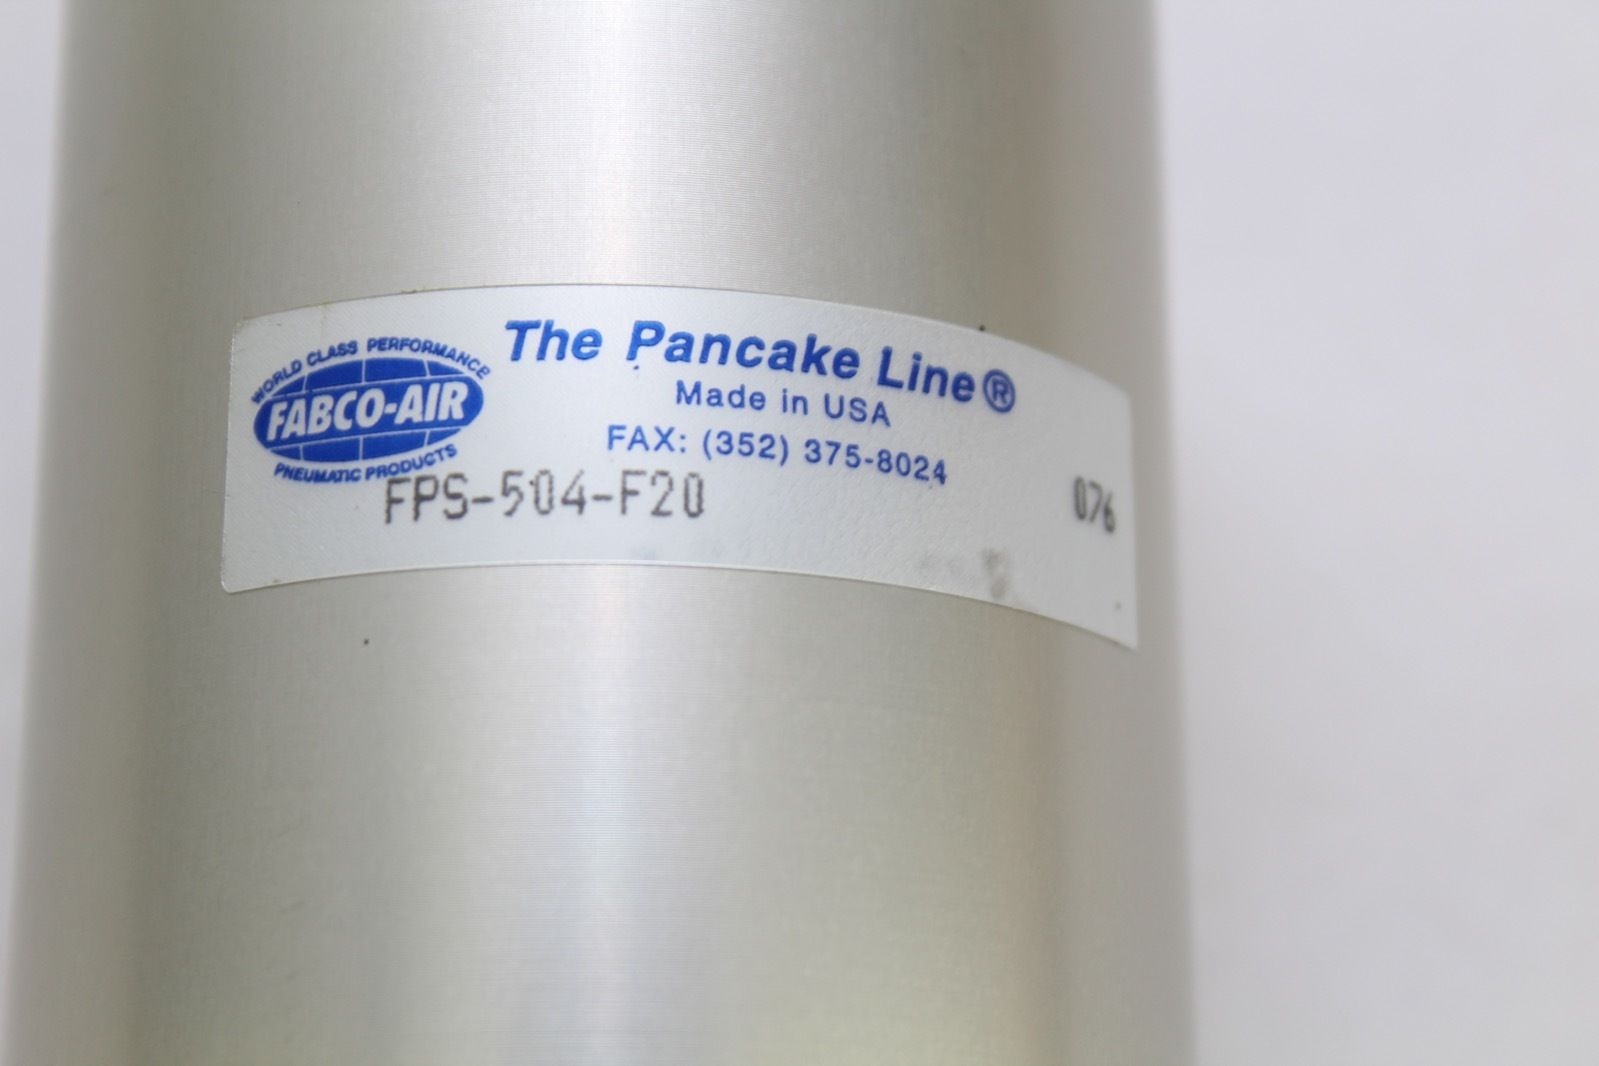 WORLD CLASS PERFORMANCE
FABCO-AIR
PNEUMATIC PRODUCTS
The Pancake Line®
Made in USA
FAX: (352) 375-8024
FPS-504-F20
076